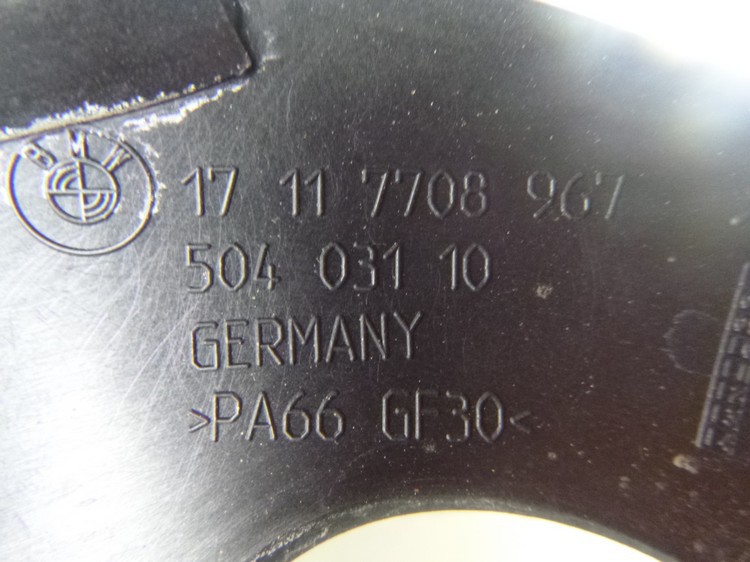 BMW
17 11 7708 967
504 031 10
GERMANY
>PA66 GF30<